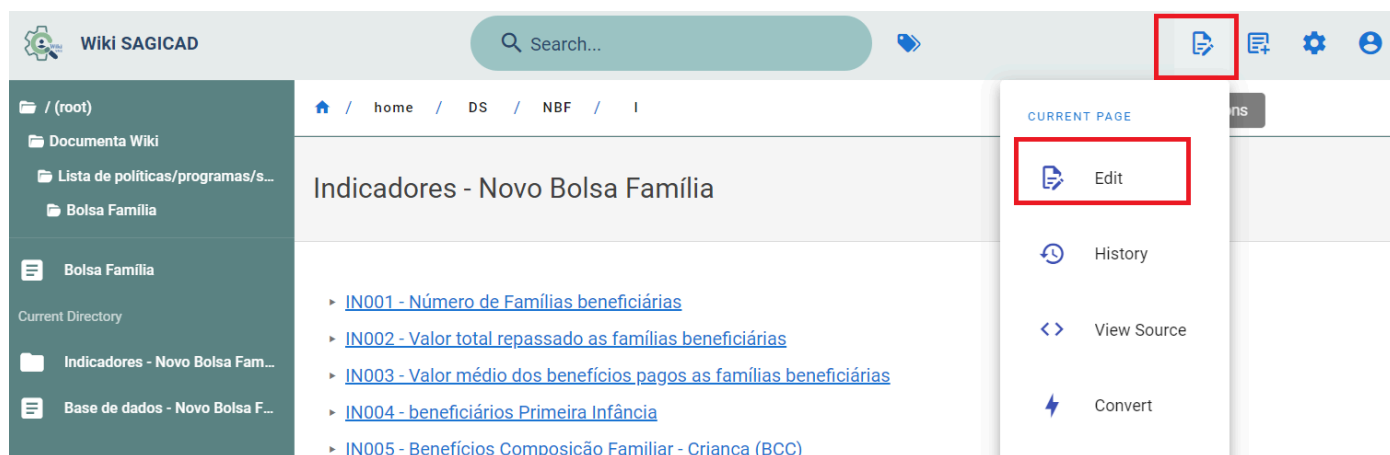 Wiki SAGICAD
Search...
/ (root)
Documenta Wiki
Lista de políticas/programas/s...
Bolsa Família
Bolsa Família
Current Directory
Indicadores - Novo Bolsa Fam...
Base de dados - Novo Bolsa F...
/ home / DS / NBF / I
Indicadores - Novo Bolsa Família
IN001 - Número de Famílias beneficiárias
IN002 - Valor total repassado as famílias beneficiárias
IN003 - Valor médio dos benefícios pagos as famílias beneficiárias
IN004 - beneficiários Primeira Infância
IN005 - Benefícios Composição Familiar - Criança (BCC)
ns
CURRENT PAGE
Edit
History
View Source
Convert